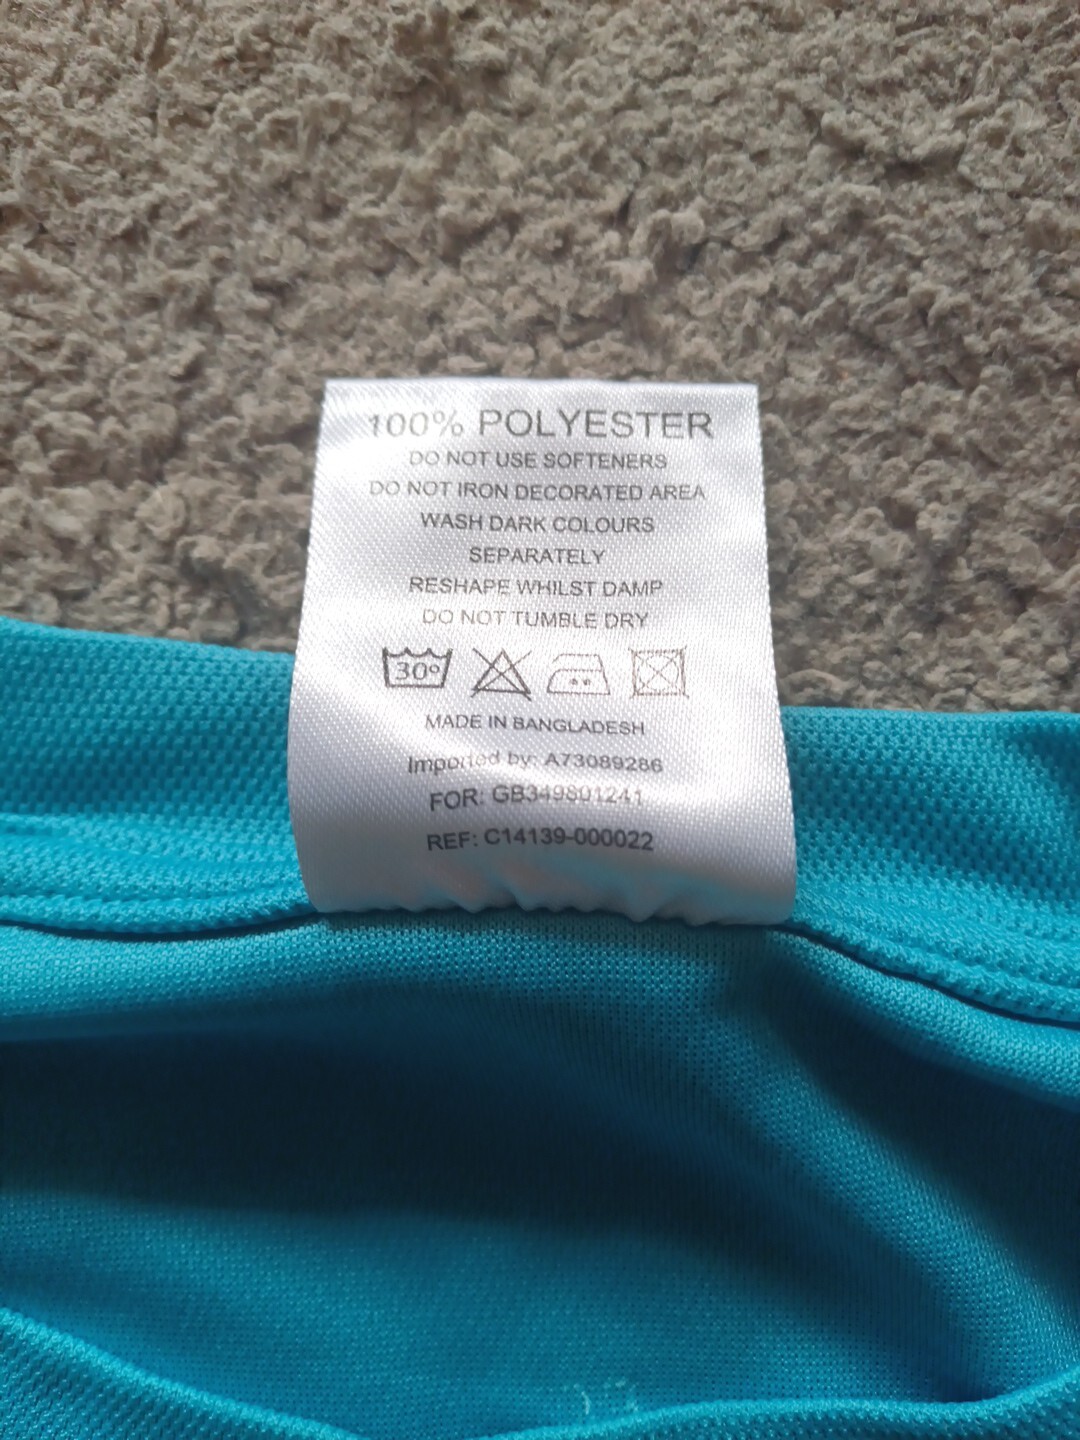 100% POLYESTER
DO NOT USE SOFTENERS
DO NOT IRON DECORATED AREA
WASH DARK COLOURS
SEPARATELY
RESHAPE WHILST DAMP
DO NOT TUMBLE DRY
30°
MADE IN BANGLADESH
Imported by: A73089286
FOR: GB349801241
REF: C14139-000022